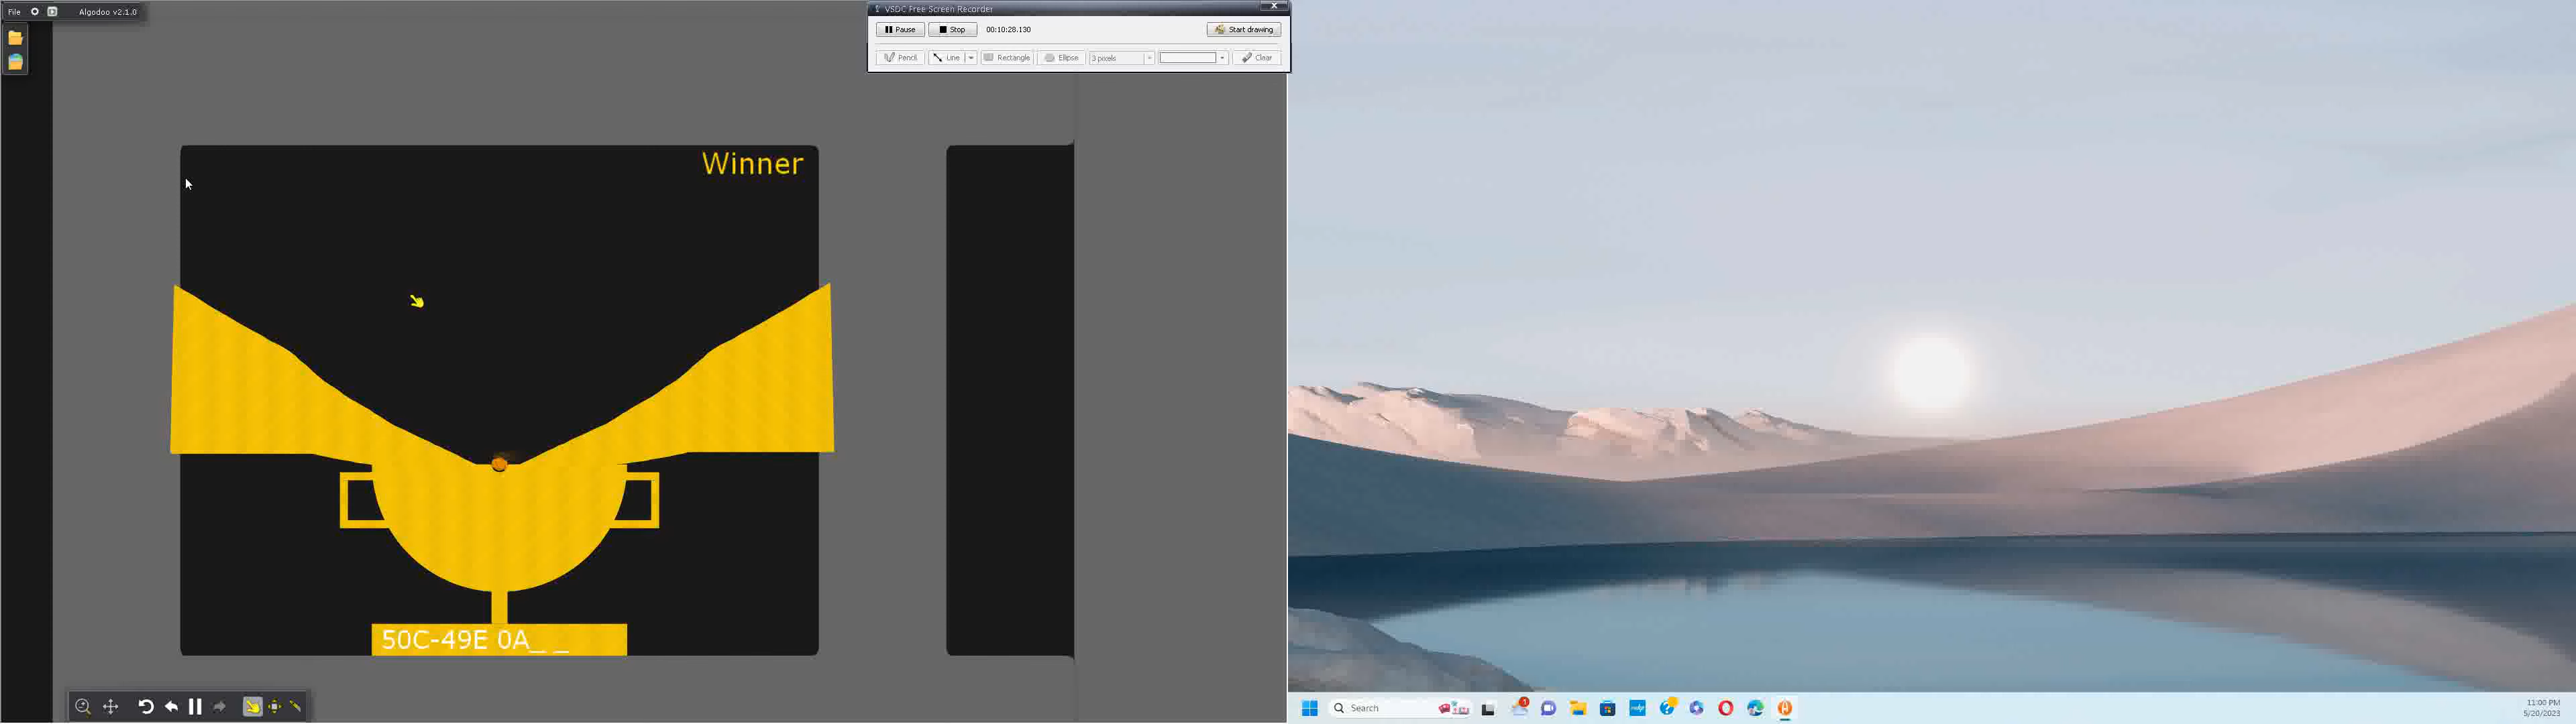 File
Algodoo v2.1.0
VSDC Free Screen Recorder
Pause
Stop
00:10:28.130
Start drawing
Pencil
Line
Rectangle
Ellipse
3 pixels
Clear
Winner
50C-49E 0A_ _
Search
1
11:00 PM
5/20/2023